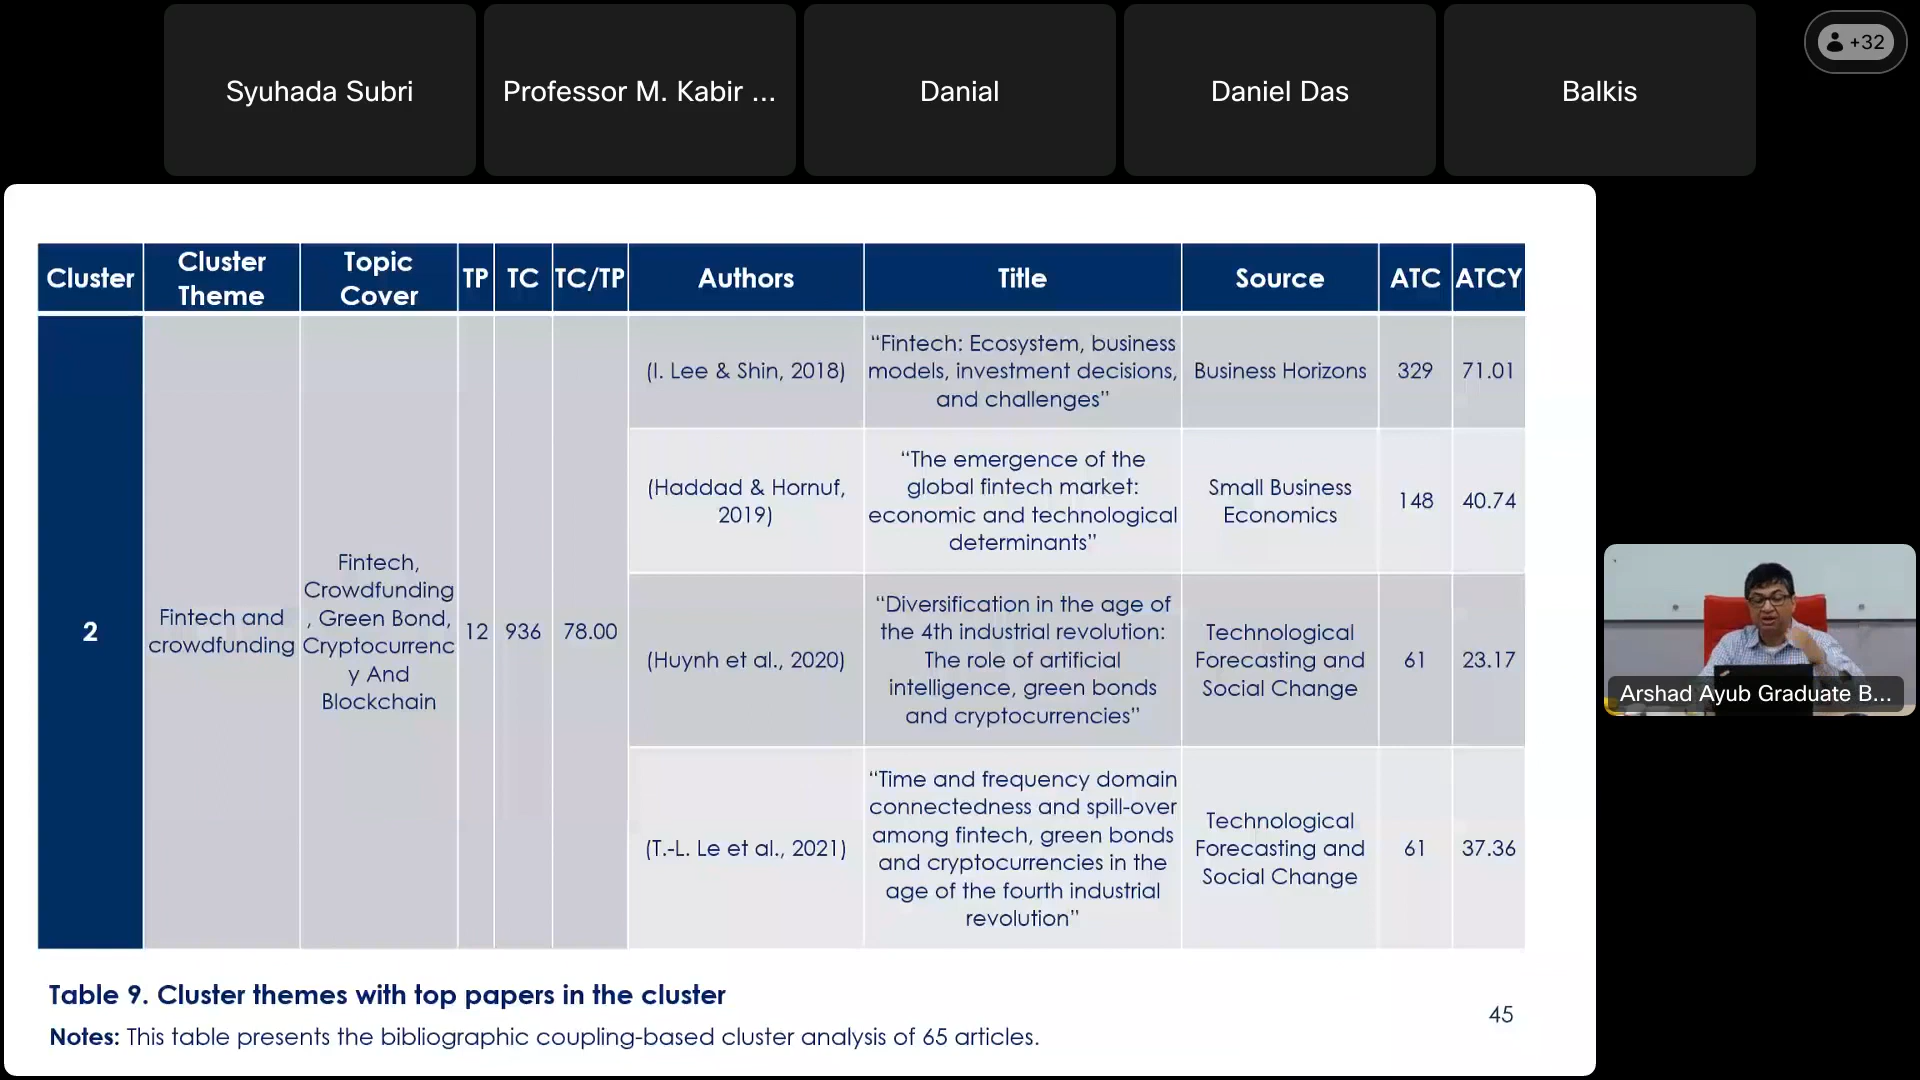 Syuhada Subri
Professor M. Kabir ...
Danial
Daniel Das
Balkis
+32
Cluster
Cluster
Theme
Topic
Cover
TP
TC
TC/TP
Authors
Title
Source
ATC
ATCY
2
Fintech and
crowdfunding
Fintech,
Crowdfunding
, Green Bond,
Cryptocurrenc
y And
Blockchain
12
936
78.00
(I. Lee & Shin, 2018)
“Fintech: Ecosystem, business
models, investment decisions,
and challenges”
Business Horizons
329
71.01
(Haddad & Hornuf,
2019)
“The emergence of the
global fintech market:
economic and technological
determinants”
Small Business
Economics
148
40.74
(Huynh et al., 2020)
“Diversification in the age of
the 4th industrial revolution:
The role of artificial
intelligence, green bonds
and cryptocurrencies”
Technological
Forecasting and
Social Change
61
23.17
(T.-L. Le et al., 2021)
“Time and frequency domain
connectedness and spill-over
among fintech, green bonds
and cryptocurrencies in the
age of the fourth industrial
revolution”
Technological
Forecasting and
Social Change
61
37.36
Table 9. Cluster themes with top papers in the cluster
Notes: This table presents the bibliographic coupling-based cluster analysis of 65 articles.
45
Arshad Ayub Graduate B...